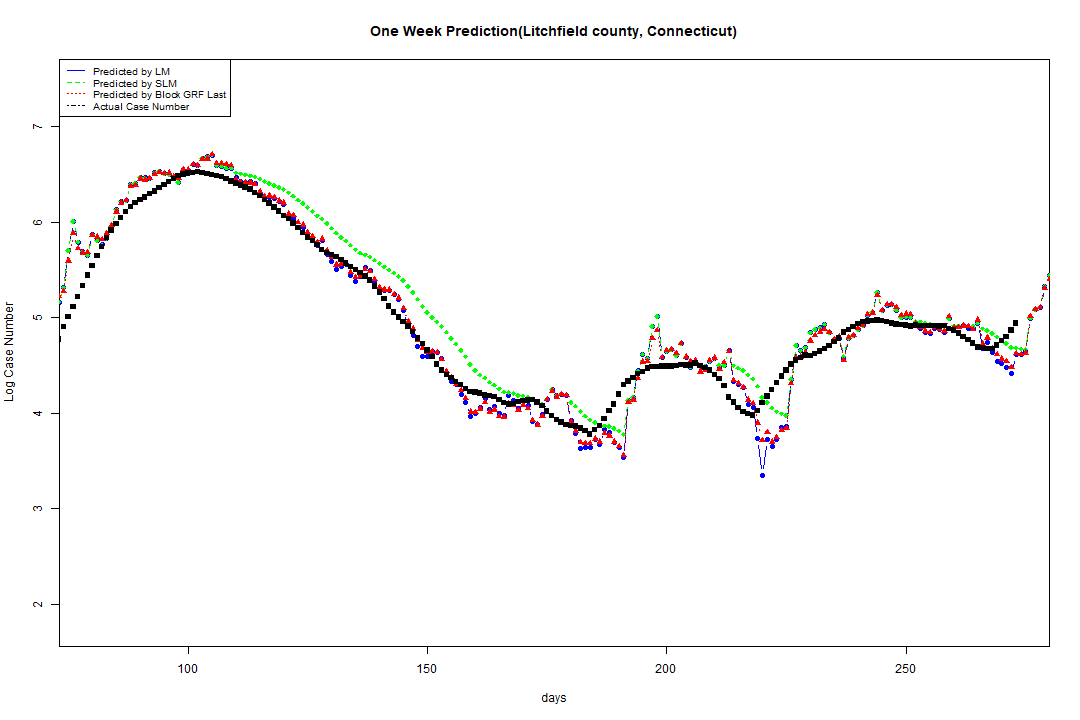 One Week Prediction(Litchfield county, Connecticut)
Predicted by LM
Predicted by SLM
Predicted by Block GRF Last
Actual Case Number
7
6
5
4
3
2
Log Case Number
100 150 200 250
days